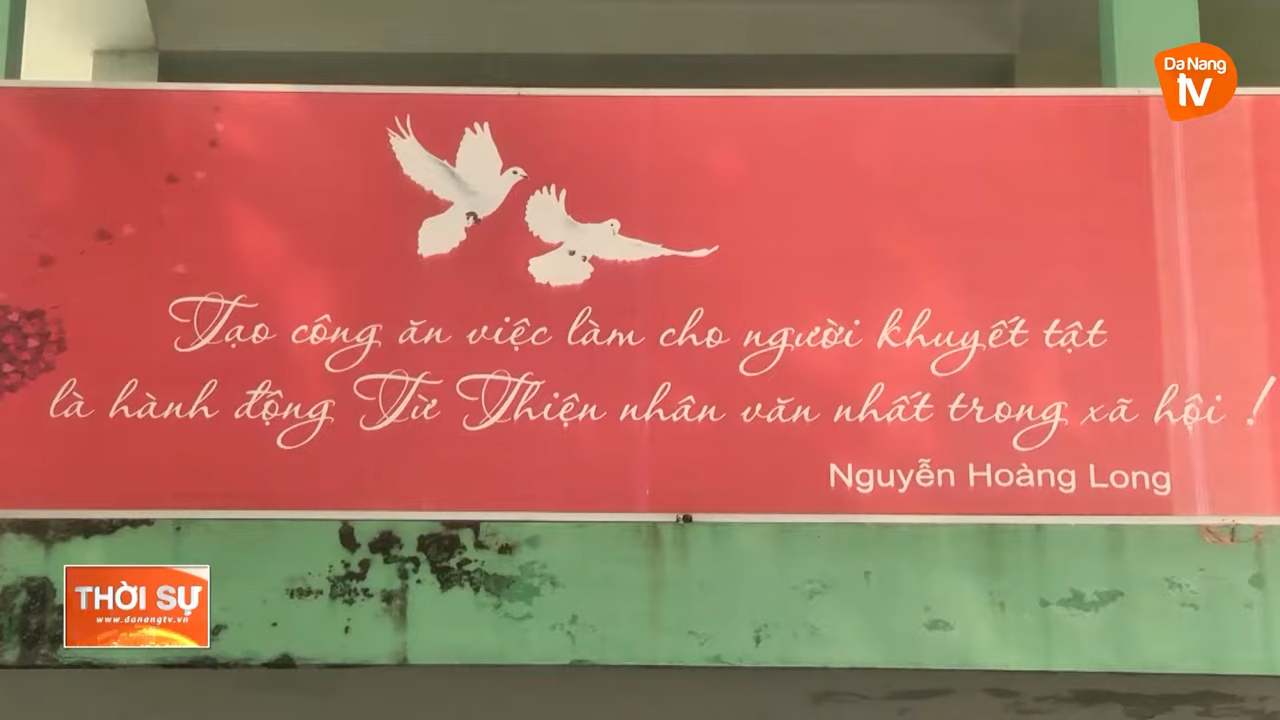 Da Nang
tv
Tạo công ăn việc làm cho người khuyết tật
là hành động Từ Thiện nhân văn nhất trong xã hội !
Nguyễn Hoàng Long
THỜI SỰ
www.danangtv.vn